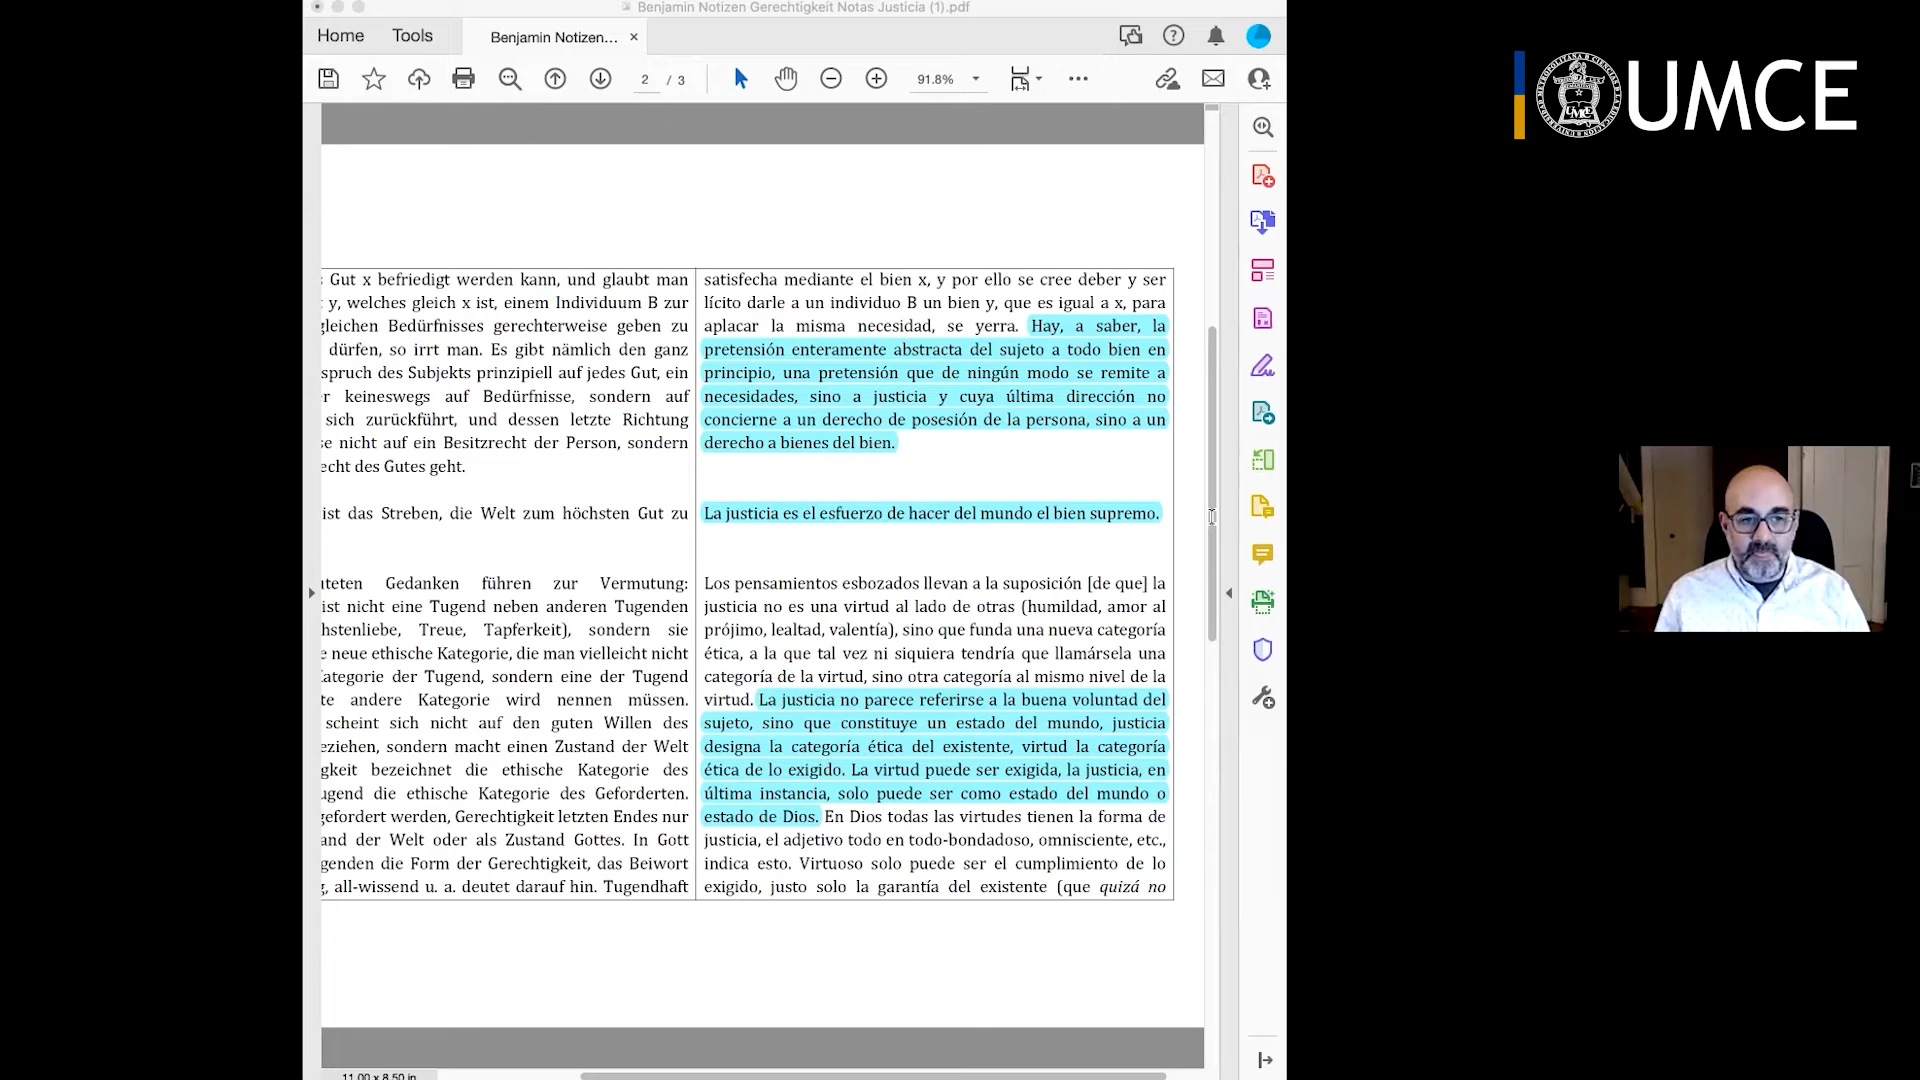 Benjamin Notizen Gerechtigkeit Notas Justicia (1).pdf
Home Tools Benjamin Notizen... ×
2 / 3 91.8%
UMCE
Gut x befriedigt werden kann, und glaubt man
y, welches gleich x ist, einem Individuum B zur
gleichen Bedürfnisses gerechterweise geben zu
dürfen, so irrt man. Es gibt nämlich den ganz
spruch des Subjekts prinzipiell auf jedes Gut, ein
r keineswegs auf Bedürfnisse, sondern auf
sich zurückführt, und dessen letzte Richtung
se nicht auf ein Besitzrecht der Person, sondern
echt des Gutes geht.
ist das Streben, die Welt zum höchsten Gut zu
uteten Gedanken führen zur Vermutung:
ist nicht eine Tugend neben anderen Tugenden
hstenliebe, Treue, Tapferkeit), sondern sie
e neue ethische Kategorie, die man vielleicht nicht
ategorie der Tugend, sondern eine der Tugend
te andere Kategorie wird nennen müssen.
scheint sich nicht auf den guten Willen des
eziehen, sondern macht einen Zustand der Welt
gkeit bezeichnet die ethische Kategorie des
ugend die ethische Kategorie des Geforderten.
gefordert werden, Gerechtigkeit letzten Endes nur
and der Welt oder als Zustand Gottes. In Gott
genden die Form der Gerechtigkeit, das Beiwort
, all-wissend u. a. deutet darauf hin. Tugendhaft
satisfecha mediante el bien x, y por ello se cree deber y ser
lícito darle a un individuo B un bien y, que es igual a x, para
aplacar la misma necesidad, se yerra. Hay, a saber, la
pretensión enteramente abstracta del sujeto a todo bien en
principio, una pretensión que de ningún modo se remite a
necesidades, sino a justicia y cuya última dirección no
concierne a un derecho de posesión de la persona, sino a un
derecho a bienes del bien.
La justicia es el esfuerzo de hacer del mundo el bien supremo.
Los pensamientos esbozados llevan a la suposición [de que] la
justicia no es una virtud al lado de otras (humildad, amor al
prójimo, lealtad, valentía), sino que funda una nueva categoría
ética, a la que tal vez ni siquiera tendría que llamársela una
categoría de la virtud, sino otra categoría al mismo nivel de la
virtud. La justicia no parece referirse a la buena voluntad del
sujeto, sino que constituye un estado del mundo, justicia
designa la categoría ética del existente, virtud la categoría
ética de lo exigido. La virtud puede ser exigida, la justicia, en
última instancia, solo puede ser como estado del mundo o
estado de Dios. En Dios todas las virtudes tienen la forma de
justicia, el adjetivo todo en todo-bondadoso, omnisciente, etc.,
indica esto. Virtuoso solo puede ser el cumplimiento de lo
exigido, justo solo la garantía del existente (que quizá no
11.00 x 8.50 in